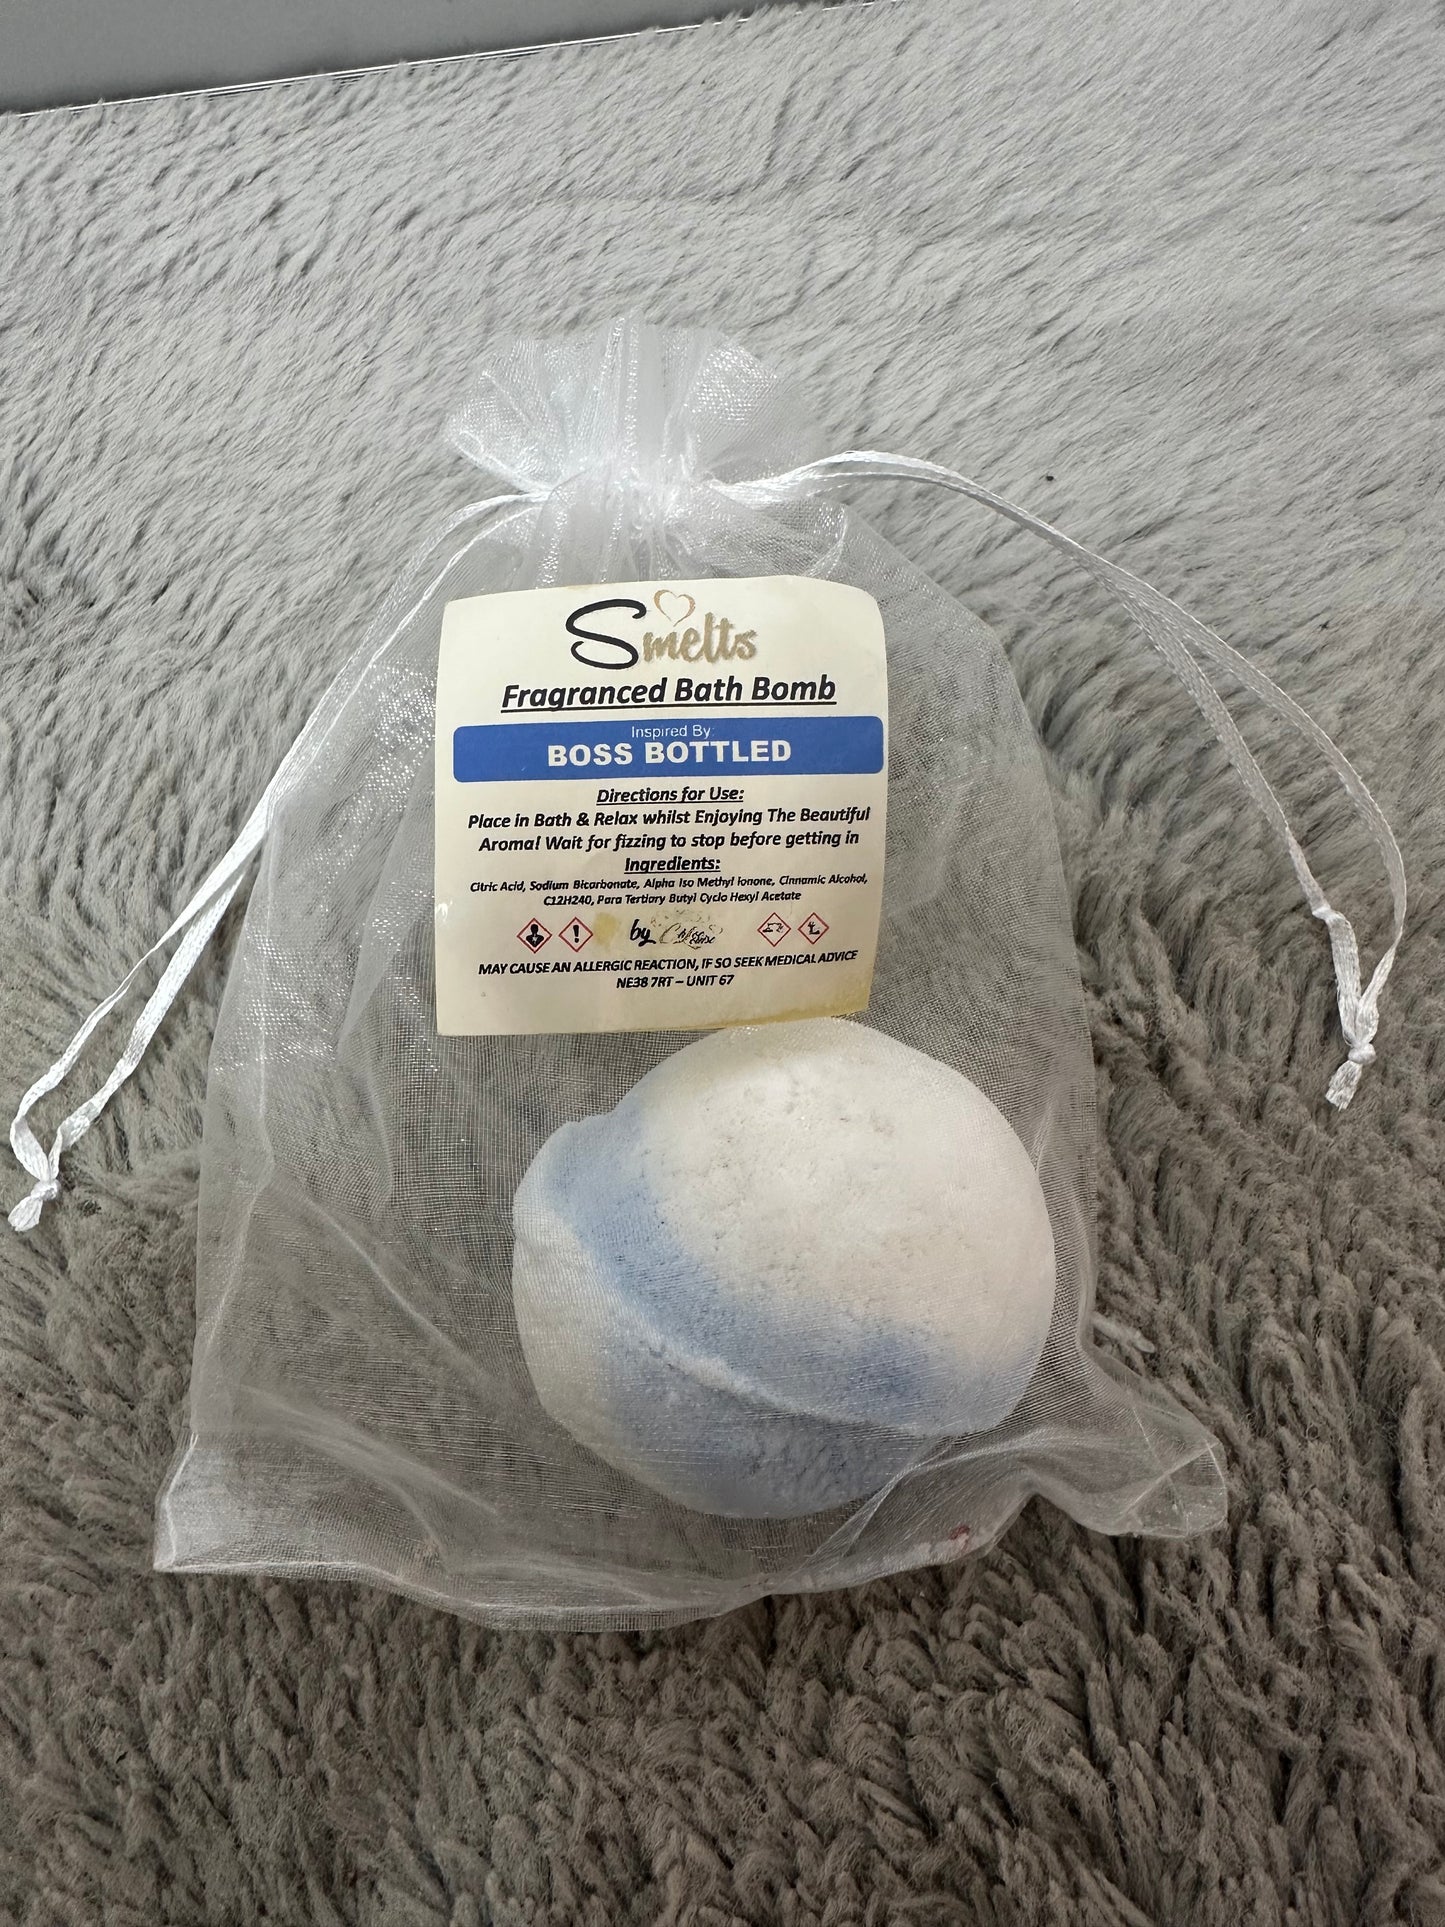 Smelts
Fragranced Bath Bomb
Inspired By:
BOSS BOTTLED
Directions for Use:
Place in Bath & Relax whilst Enjoying The Beautiful
Aroma! Wait for fizzing to stop before getting in
Ingredients:
Citric Acid, Sodium Bicarbonate, Alpha Iso Methyl Ionone, Cinnamic Alcohol,
C12H24O, Para Tertiary Butyl Cyclo Hexyl Acetate
by
MAY CAUSE AN ALLERGIC REACTION, IF SO SEEK MEDICAL ADVICE
NE38 7RT – UNIT 67